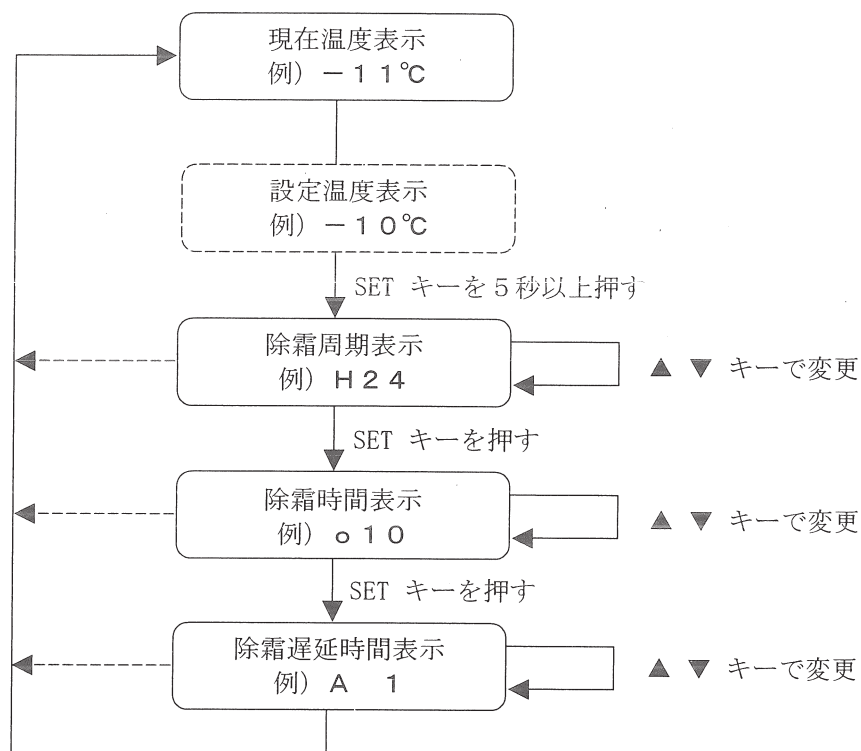 現在温度表示
例）－１１℃
設定温度表示
例）－１０℃
SET キーを５秒以上押す
除霜周期表示
例）Ｈ２４
▲ ▼ キーで変更
SET キーを押す
除霜時間表示
例）ｏ１０
▲ ▼ キーで変更
SET キーを押す
除霜遅延時間表示
例）Ａ　１
▲ ▼ キーで変更